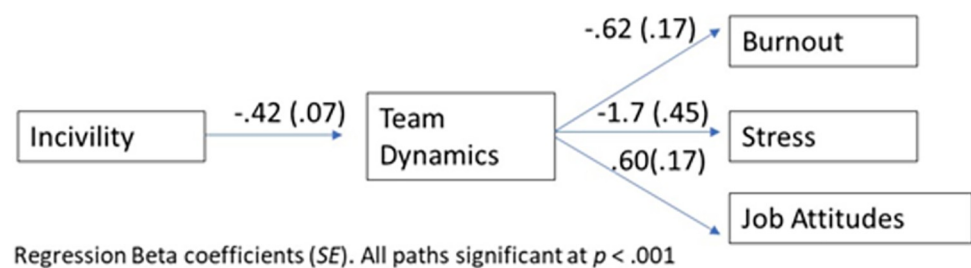 -.62 (.17)
Burnout
-.42 (.07)
Incivility
Team
Dynamics
-1.7 (.45)
Stress
.60(.17)
Job Attitudes
Regression Beta coefficients (SE). All paths significant at p < .001